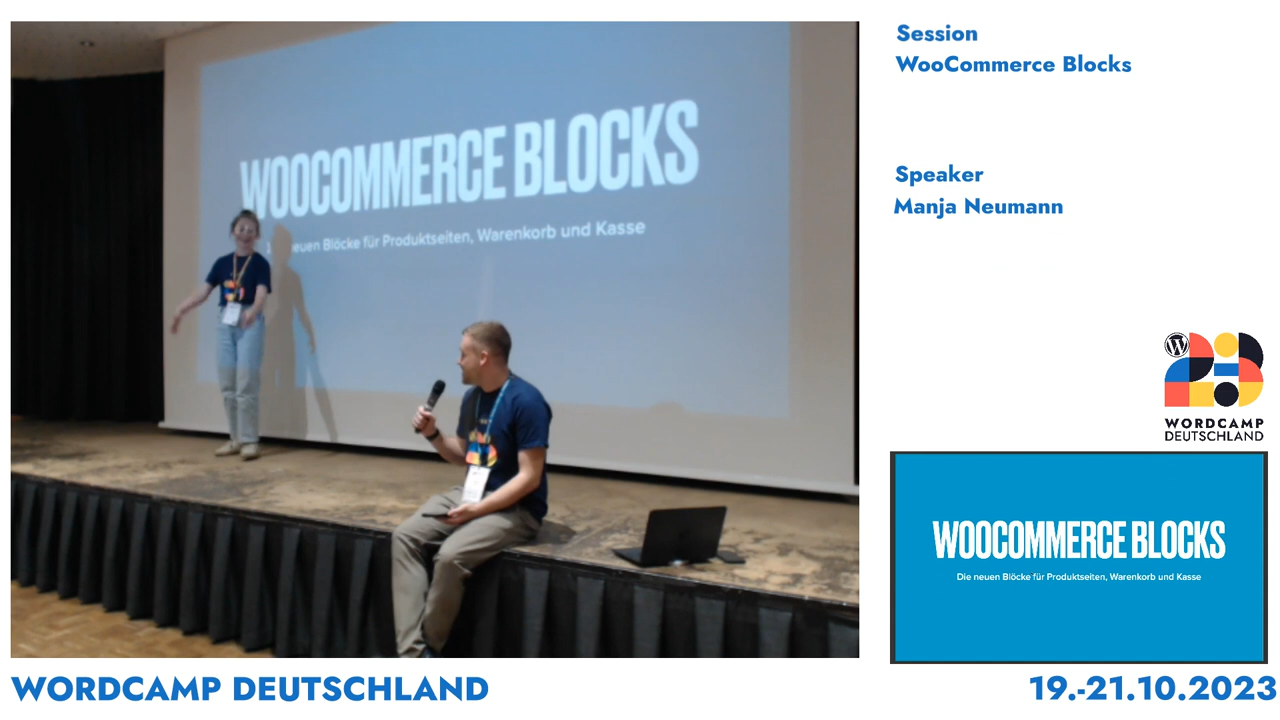 WOOCOMMERCE BLOCKS
neuen Blöcke für Produktseiten, Warenkorb und Kasse
Session
WooCommerce Blocks
Speaker
Manja Neumann
WORDCAMP
DEUTSCHLAND
WOOCOMMERCE BLOCKS
Die neuen Blöcke für Produktseiten, Warenkorb und Kasse
WORDCAMP DEUTSCHLAND
19.-21.10.2023